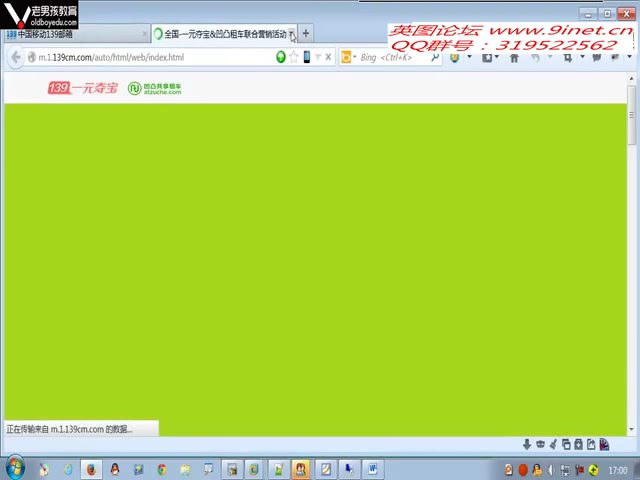 老男孩教育
oldboyedu.com
中国移动139邮箱
全国-一元夺宝&凹凸租车联合营销活动
英图论坛 www.9inet.cn
QQ群号：319522562
m.1.139cm.com/auto/html/web/index.html
Bing <Ctrl+K>
139 一元夺宝
凹凸共享租车
atzuche.com
正在传输来自 m.1.139cm.com 的数据...
17:00